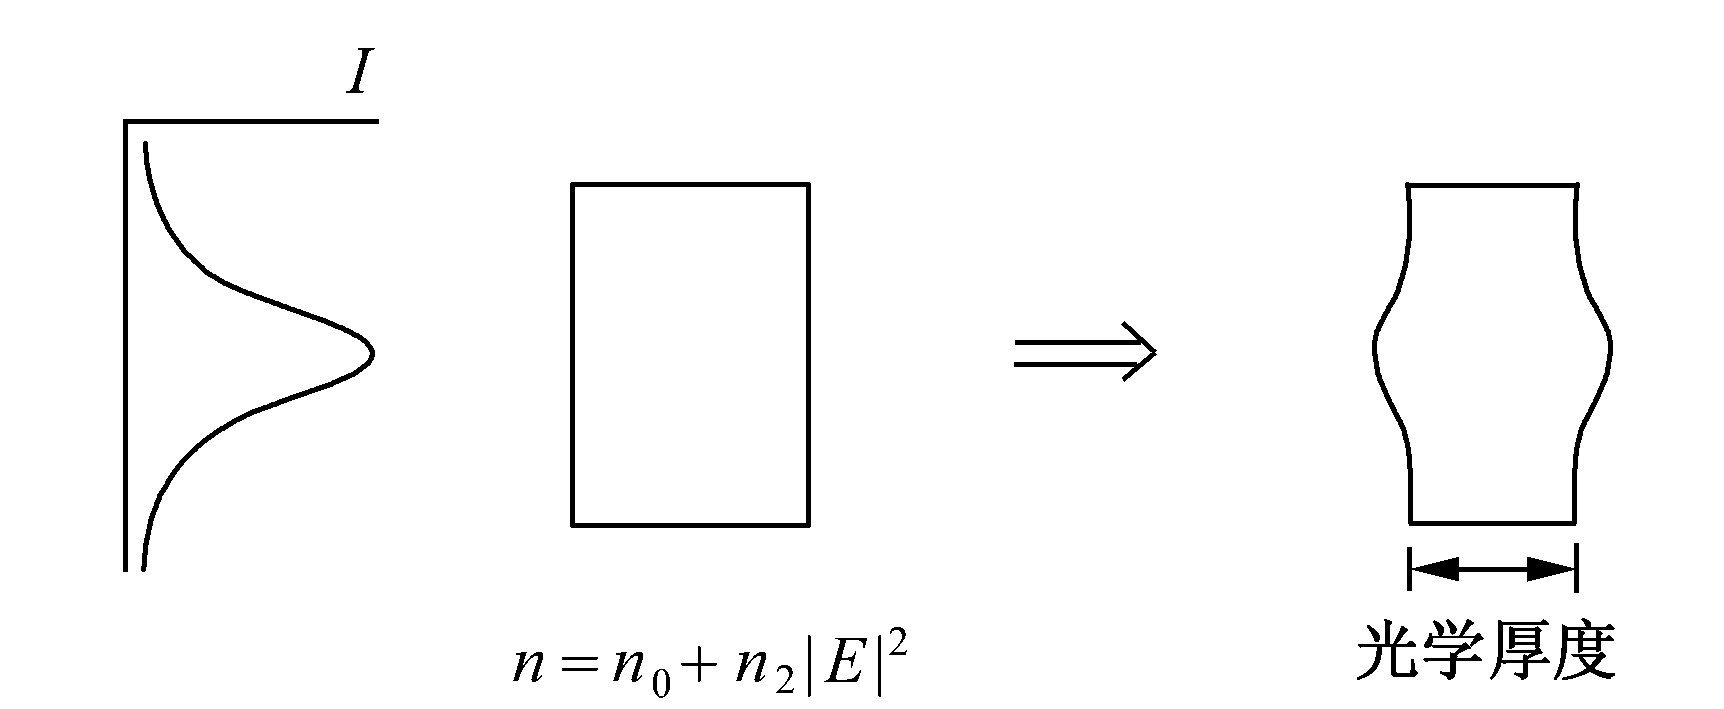 I
n = n₀ + n₂|E|²
光学厚度